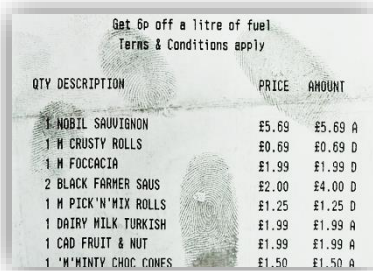 Get 6p off a litre of fuel
Terms & Conditions apply
QTY DESCRIPTION PRICE AMOUNT
1 NOBIL SAUVIGNON £5.69 £5.69 A
1 M CRUSTY ROLLS £0.69 £0.69 D
1 M FOCCACIA £1.99 £1.99 D
2 BLACK FARMER SAUS £2.00 £4.00 D
1 M PICK'N'MIX ROLLS £1.25 £1.25 D
1 DAIRY MILK TURKISH £1.99 £1.99 A
1 CAD FRUIT & NUT £1.99 £1.99 A
1 'M'MINTY CHOC CONES £1.50 £1.50 A